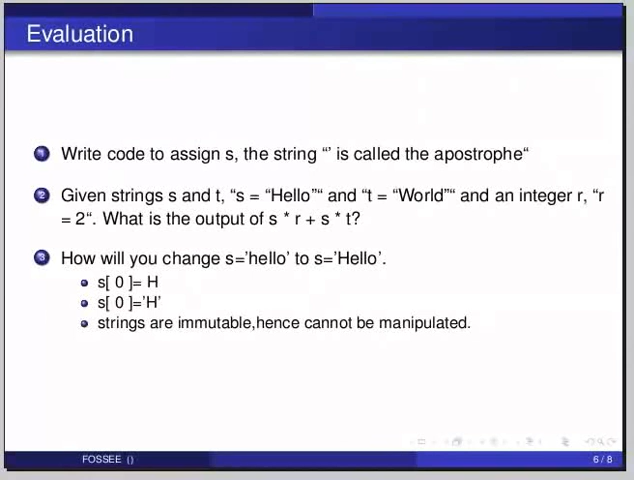 Evaluation
1 Write code to assign s, the string “’ is called the apostrophe“
2 Given strings s and t, “s = “Hello”“ and “t = “World”“ and an integer r, “r
= 2“. What is the output of s * r + s * t?
3 How will you change s='hello' to s='Hello'.
s[ 0 ]= H
s[ 0 ]='H'
strings are immutable,hence cannot be manipulated.
FOSSEE () 6 / 8